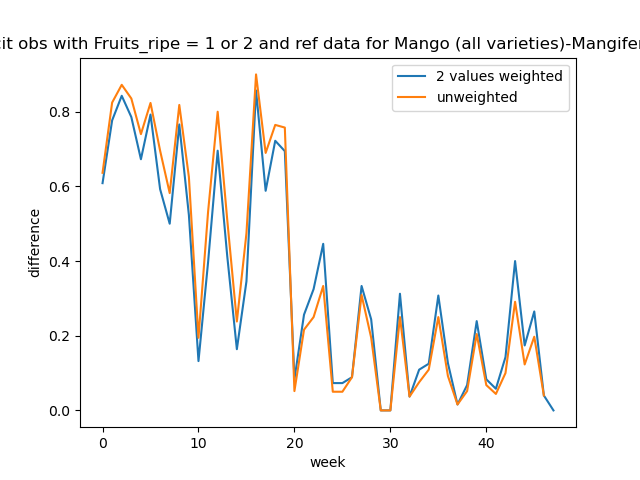 cit obs with Fruits_ripe = 1 or 2 and ref data for Mango (all varieties)-Mangifer
2 values weighted
unweighted
0.8
0.6
0.4
0.2
0.0
difference
0 10 20 30 40
week